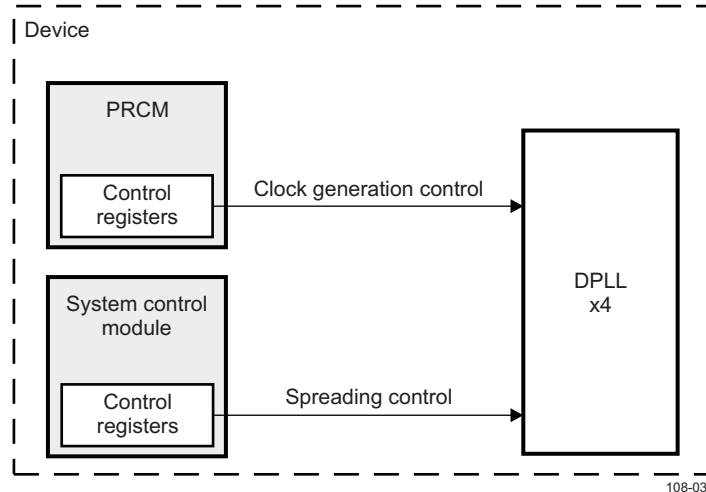 Device
PRCM
Control
registers
Clock generation control
System control
module
Control
registers
Spreading control
DPLL
x4
108-03